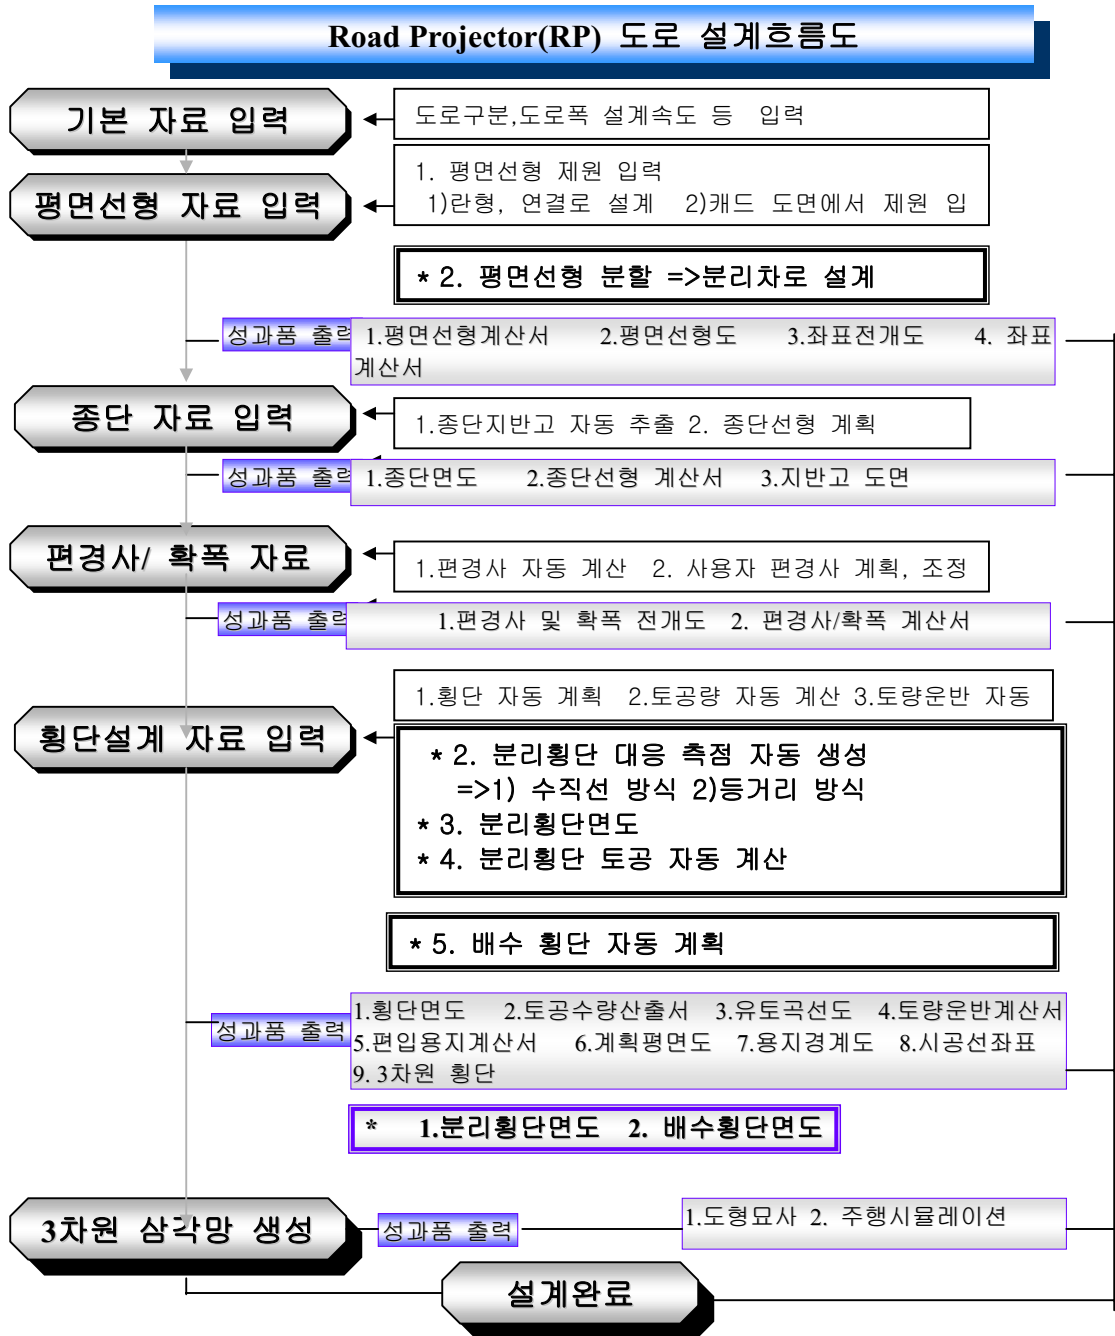 Road Projector(RP) 도로 설계흐름도
기본 자료 입력
도로구분,도로폭 설계속도 등 입력
평면선형 자료 입력
1. 평면선형 제원 입력
1)란형, 연결로 설계 2)캐드 도면에서 제원 입
* 2. 평면선형 분할 =>분리차로 설계
성과품 출력
1.평면선형계산서 2.평면선형도 3.좌표전개도 4. 좌표
계산서
종단 자료 입력
1.종단지반고 자동 추출 2. 종단선형 계획
성과품 출력
1.종단면도 2.종단선형 계산서 3.지반고 도면
편경사/ 확폭 자료
1.편경사 자동 계산 2. 사용자 편경사 계획, 조정
성과품 출력
1.편경사 및 확폭 전개도 2. 편경사/확폭 계산서
1.횡단 자동 계획 2.토공량 자동 계산 3.토량운반 자동
횡단설계 자료 입력
* 2. 분리횡단 대응 측점 자동 생성
=>1) 수직선 방식 2)등거리 방식
* 3. 분리횡단면도
* 4. 분리횡단 토공 자동 계산
* 5. 배수 횡단 자동 계획
성과품 출력
1.횡단면도 2.토공수량산출서 3.유토곡선도 4.토량운반계산서
5.편입용지계산서 6.계획평면도 7.용지경계도 8.시공선좌표
9. 3차원 횡단
* 1.분리횡단면도 2. 배수횡단면도
3차원 삼각망 생성
성과품 출력
1.도형묘사 2. 주행시뮬레이션
설계완료